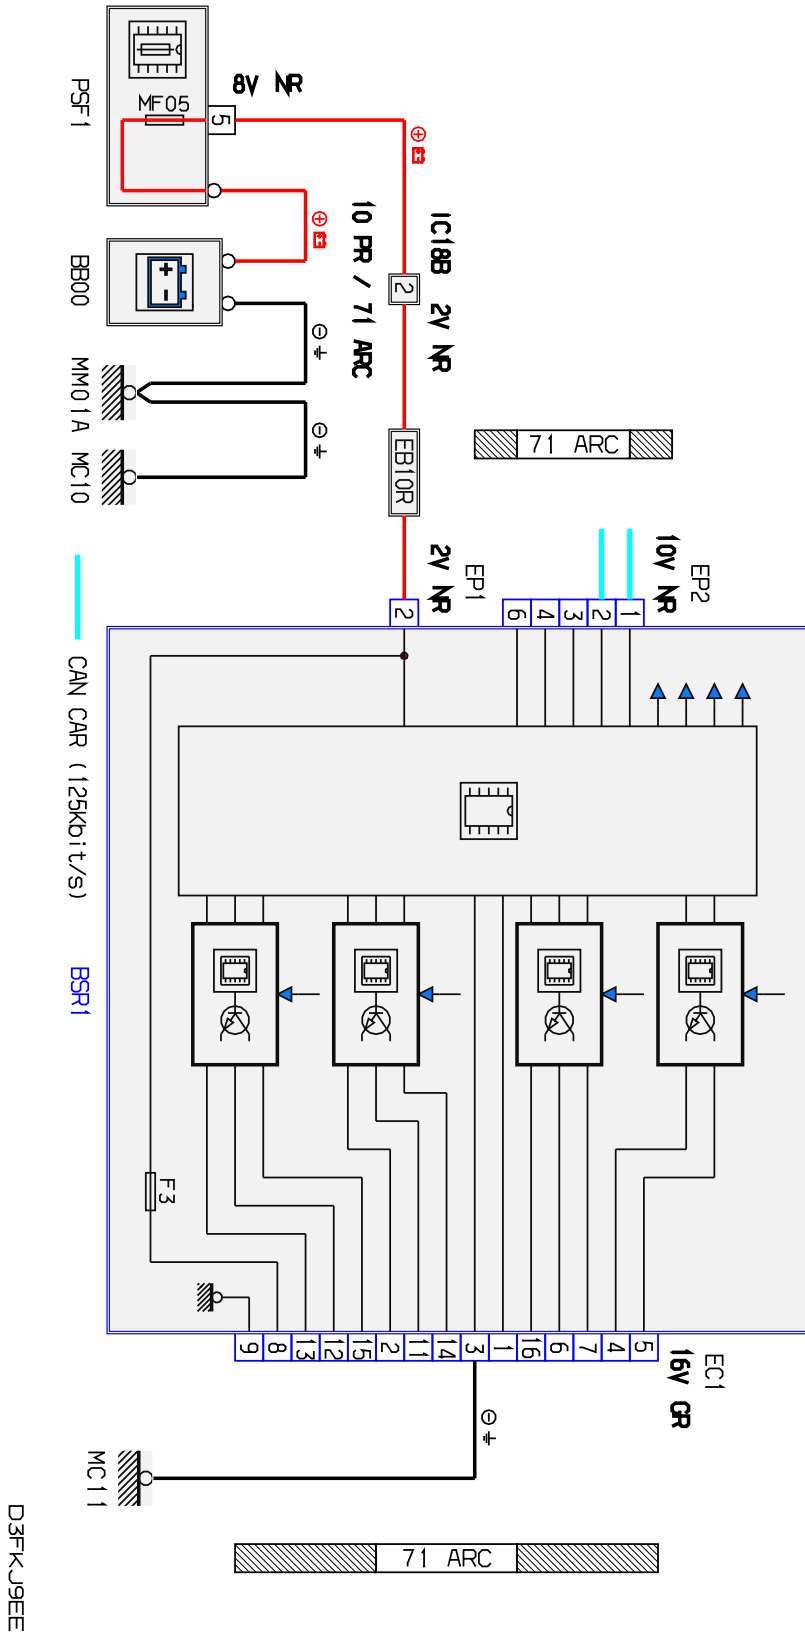 PSF1
MF05
5
8V NR
BB00
+
-
10 PR / 71 ARC
1C18B 2V NR
2
MM01A
MC10
EB10R
71 ARC
2V NR
EP1
2
10V NR
EP2
6
4
3
2
1
CAN CAR (125Kbit/s)
BSR1
F3
9
8
13
12
15
2
11
14
3
1
16
6
7
4
5
16V GR
EC1
MC11
71 ARC
D3FKJ9EE